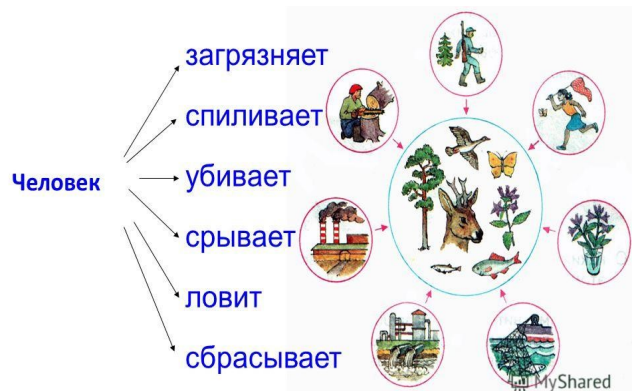 загрязняет
спиливает
убивает
Человек
срывает
ловит
сбрасывает
MyShared